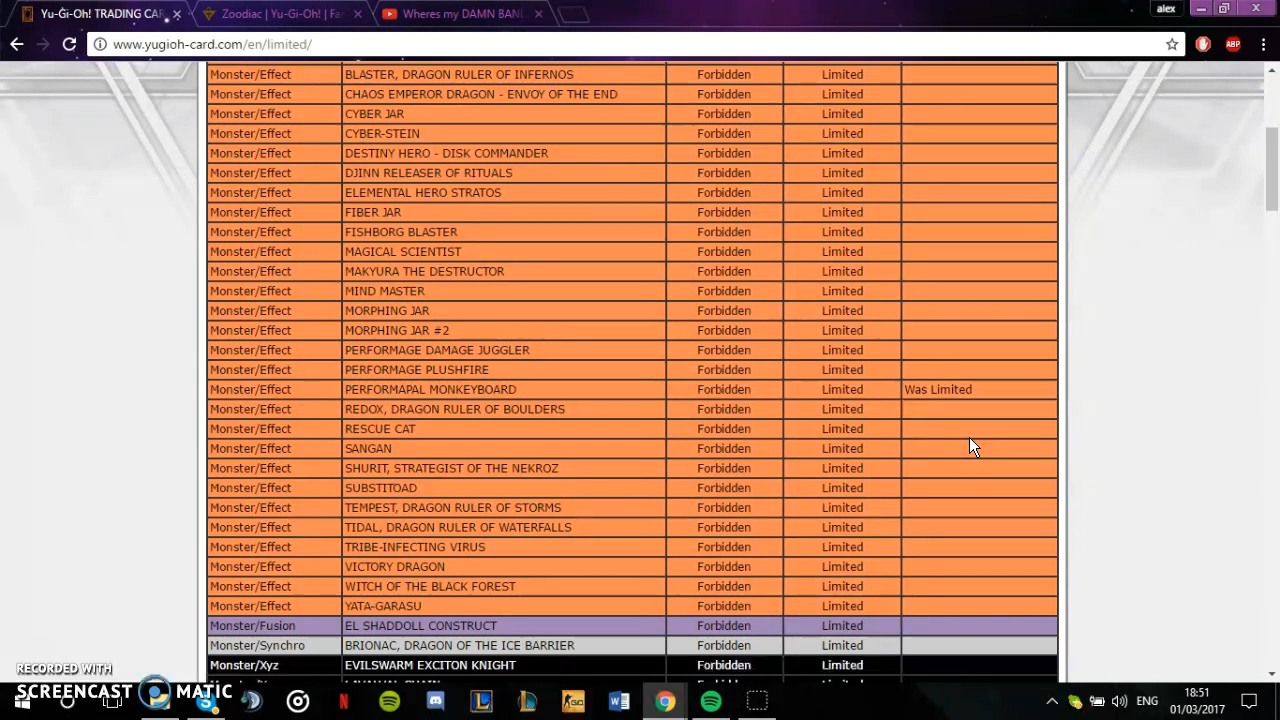 Yu-Gi-Oh! TRADING CAR
Zoodiac | Yu-Gi-Oh! | Fa
Wheres my DAMN BAN
alex
www.yugioh-card.com/en/limited/
ABP
Monster/Effect BLASTER, DRAGON RULER OF INFERNOS Forbidden Limited
Monster/Effect CHAOS EMPEROR DRAGON - ENVOY OF THE END Forbidden Limited
Monster/Effect CYBER JAR Forbidden Limited
Monster/Effect CYBER-STEIN Forbidden Limited
Monster/Effect DESTINY HERO - DISK COMMANDER Forbidden Limited
Monster/Effect DJINN RELEASER OF RITUALS Forbidden Limited
Monster/Effect ELEMENTAL HERO STRATOS Forbidden Limited
Monster/Effect FIBER JAR Forbidden Limited
Monster/Effect FISHBORG BLASTER Forbidden Limited
Monster/Effect MAGICAL SCIENTIST Forbidden Limited
Monster/Effect MAKYURA THE DESTRUCTOR Forbidden Limited
Monster/Effect MIND MASTER Forbidden Limited
Monster/Effect MORPHING JAR Forbidden Limited
Monster/Effect MORPHING JAR #2 Forbidden Limited
Monster/Effect PERFORMAGE DAMAGE JUGGLER Forbidden Limited
Monster/Effect PERFORMAGE PLUSHFIRE Forbidden Limited
Monster/Effect PERFORMAPAL MONKEYBOARD Forbidden Limited Was Limited
Monster/Effect REDOX, DRAGON RULER OF BOULDERS Forbidden Limited
Monster/Effect RESCUE CAT Forbidden Limited
Monster/Effect SANGAN Forbidden Limited
Monster/Effect SHURIT, STRATEGIST OF THE NEKROZ Forbidden Limited
Monster/Effect SUBSTITOAD Forbidden Limited
Monster/Effect TEMPEST, DRAGON RULER OF STORMS Forbidden Limited
Monster/Effect TIDAL, DRAGON RULER OF WATERFALLS Forbidden Limited
Monster/Effect TRIBE-INFECTING VIRUS Forbidden Limited
Monster/Effect VICTORY DRAGON Forbidden Limited
Monster/Effect WITCH OF THE BLACK FOREST Forbidden Limited
Monster/Effect YATA-GARASU Forbidden Limited
Monster/Fusion EL SHADDOLL CONSTRUCT Forbidden Limited
Monster/Synchro BRIONAC, DRAGON OF THE ICE BARRIER Forbidden Limited
Monster/Xyz EVILSWARM EXCITON KNIGHT Forbidden Limited
RECORDED WITH
SCREENCAST MATIC
ENG
18:51
01/03/2017